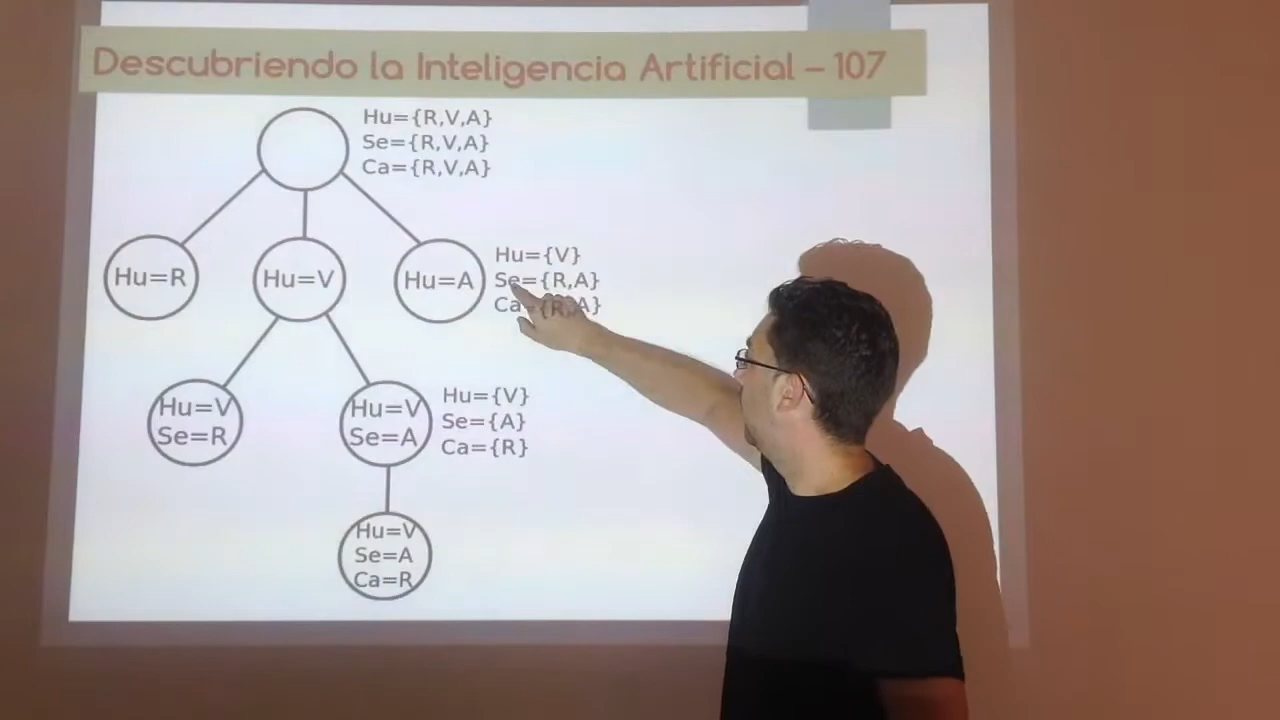 Descubriendo la Inteligencia Artificial – 107
Hu={R,V,A}
Se={R,V,A}
Ca={R,V,A}
Hu=R
Hu=V
Hu=A
Hu={V}
Se={R,A}
Ca={R,A}
Hu=V
Se=R
Hu=V
Se=A
Hu={V}
Se={A}
Ca={R}
Hu=V
Se=A
Ca=R